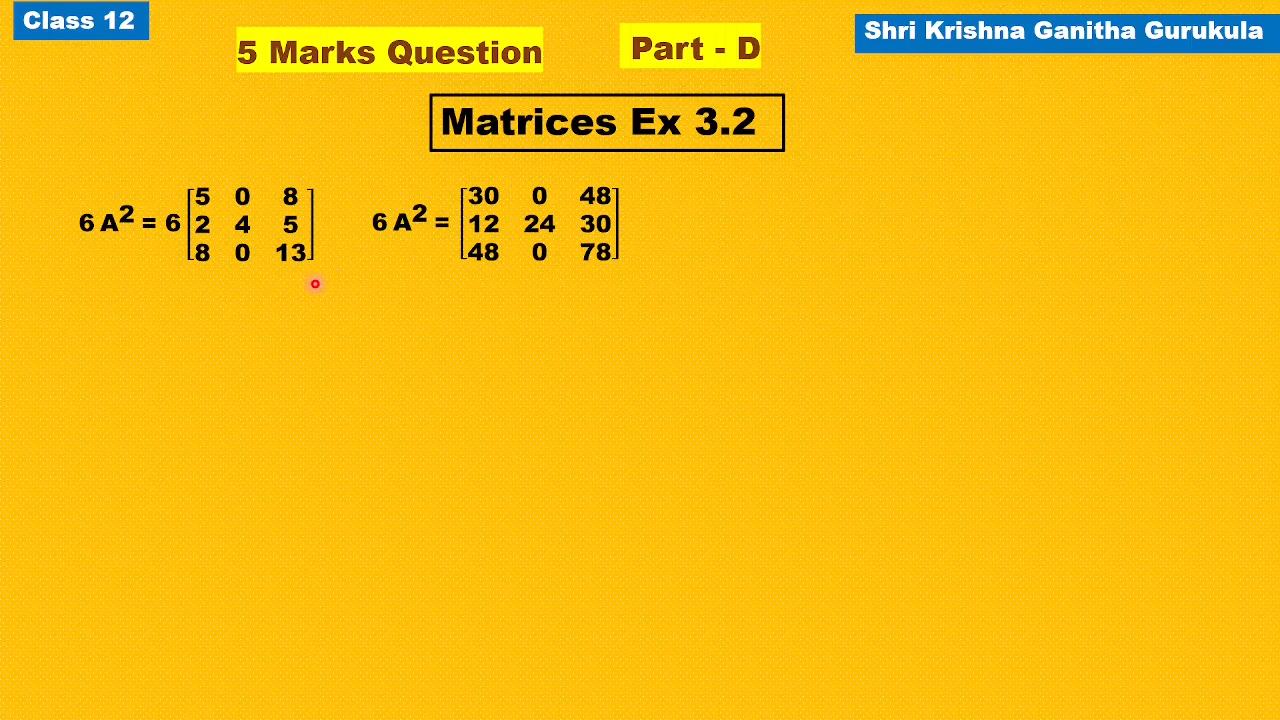 Class 12
Shri Krishna Ganitha Gurukula
5 Marks Question Part - D
Matrices Ex 3.2
6 A² = 6 [5 0 8
2 4 5
8 0 13]
6 A² = [30 0 48
12 24 30
48 0 78]